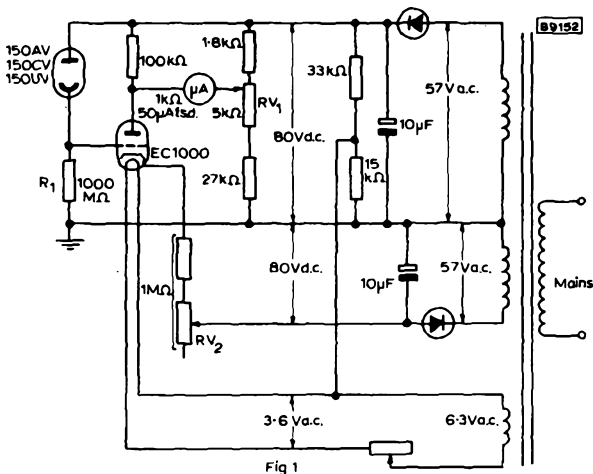 B9152
150AV
150CV
150UV
100kΩ
1·8kΩ
1kΩ
μA
50μAfsd.
5kΩ
RV₁
33kΩ
10μF
57Va.c.
80Vd.c.
EC1000
R₁
1000
MΩ
27kΩ
15
kΩ
1MΩ
RV₂
80Vd.c.
10μF
57Va.c.
Mains
3·6Va.c.
6·3Va.c.
Fig 1